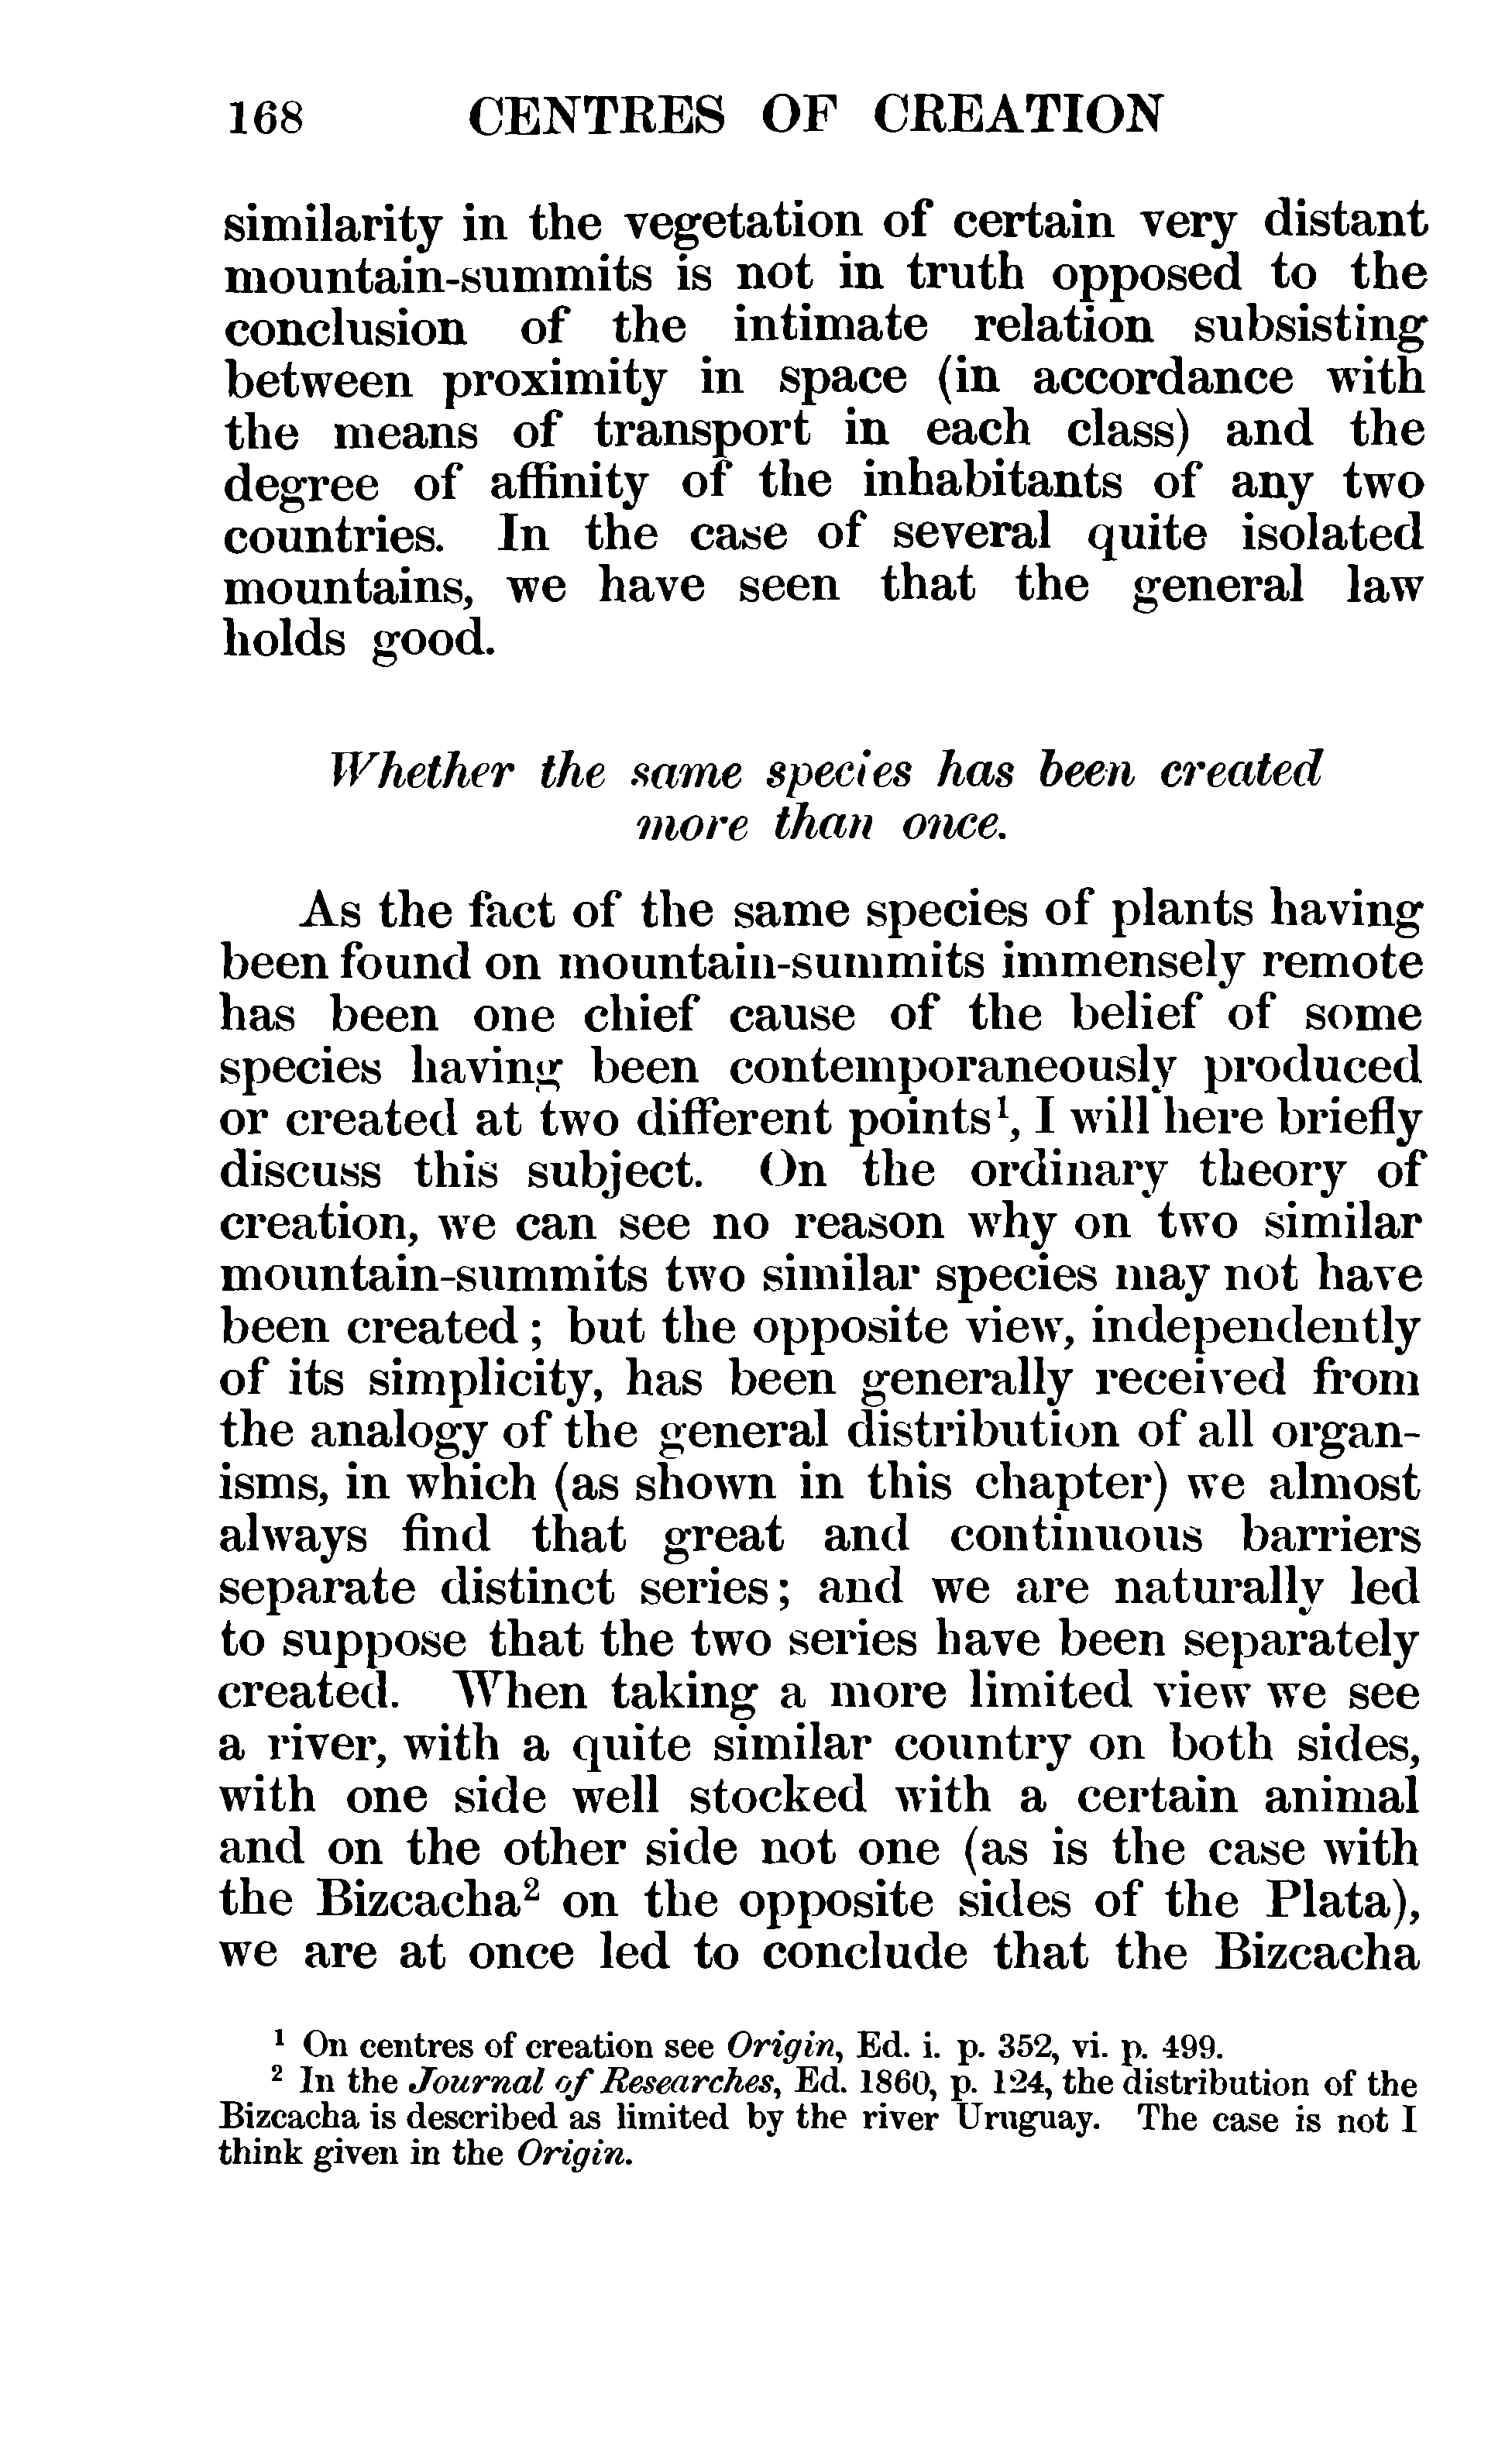 168 CENTRES OF CREATION
similarity in the vegetation of certain very distant
mountain-summits is not in truth opposed to the
conclusion of the intimate relation subsisting
between proximity in space (in accordance with
the means of transport in each class) and the
degree of affinity of the inhabitants of any two
countries. In the case of several quite isolated
mountains, we have seen that the general law
holds good.
Whether the same species has been created
more than once.
As the fact of the same species of plants having
been found on mountain-summits immensely remote
has been one chief cause of the belief of some
species having been contemporaneously produced
or created at two different points¹, I will here briefly
discuss this subject. On the ordinary theory of
creation, we can see no reason why on two similar
mountain-summits two similar species may not have
been created; but the opposite view, independently
of its simplicity, has been generally received from
the analogy of the general distribution of all organ-
isms, in which (as shown in this chapter) we almost
always find that great and continuous barriers
separate distinct series; and we are naturally led
to suppose that the two series have been separately
created. When taking a more limited view we see
a river, with a quite similar country on both sides,
with one side well stocked with a certain animal
and on the other side not one (as is the case with
the Bizcacha² on the opposite sides of the Plata),
we are at once led to conclude that the Bizcacha
¹ On centres of creation see Origin, Ed. i. p. 352, vi. p. 499.
² In the Journal of Researches, Ed. 1860, p. 124, the distribution of the
Bizcacha is described as limited by the river Uruguay. The case is not I
think given in the Origin.